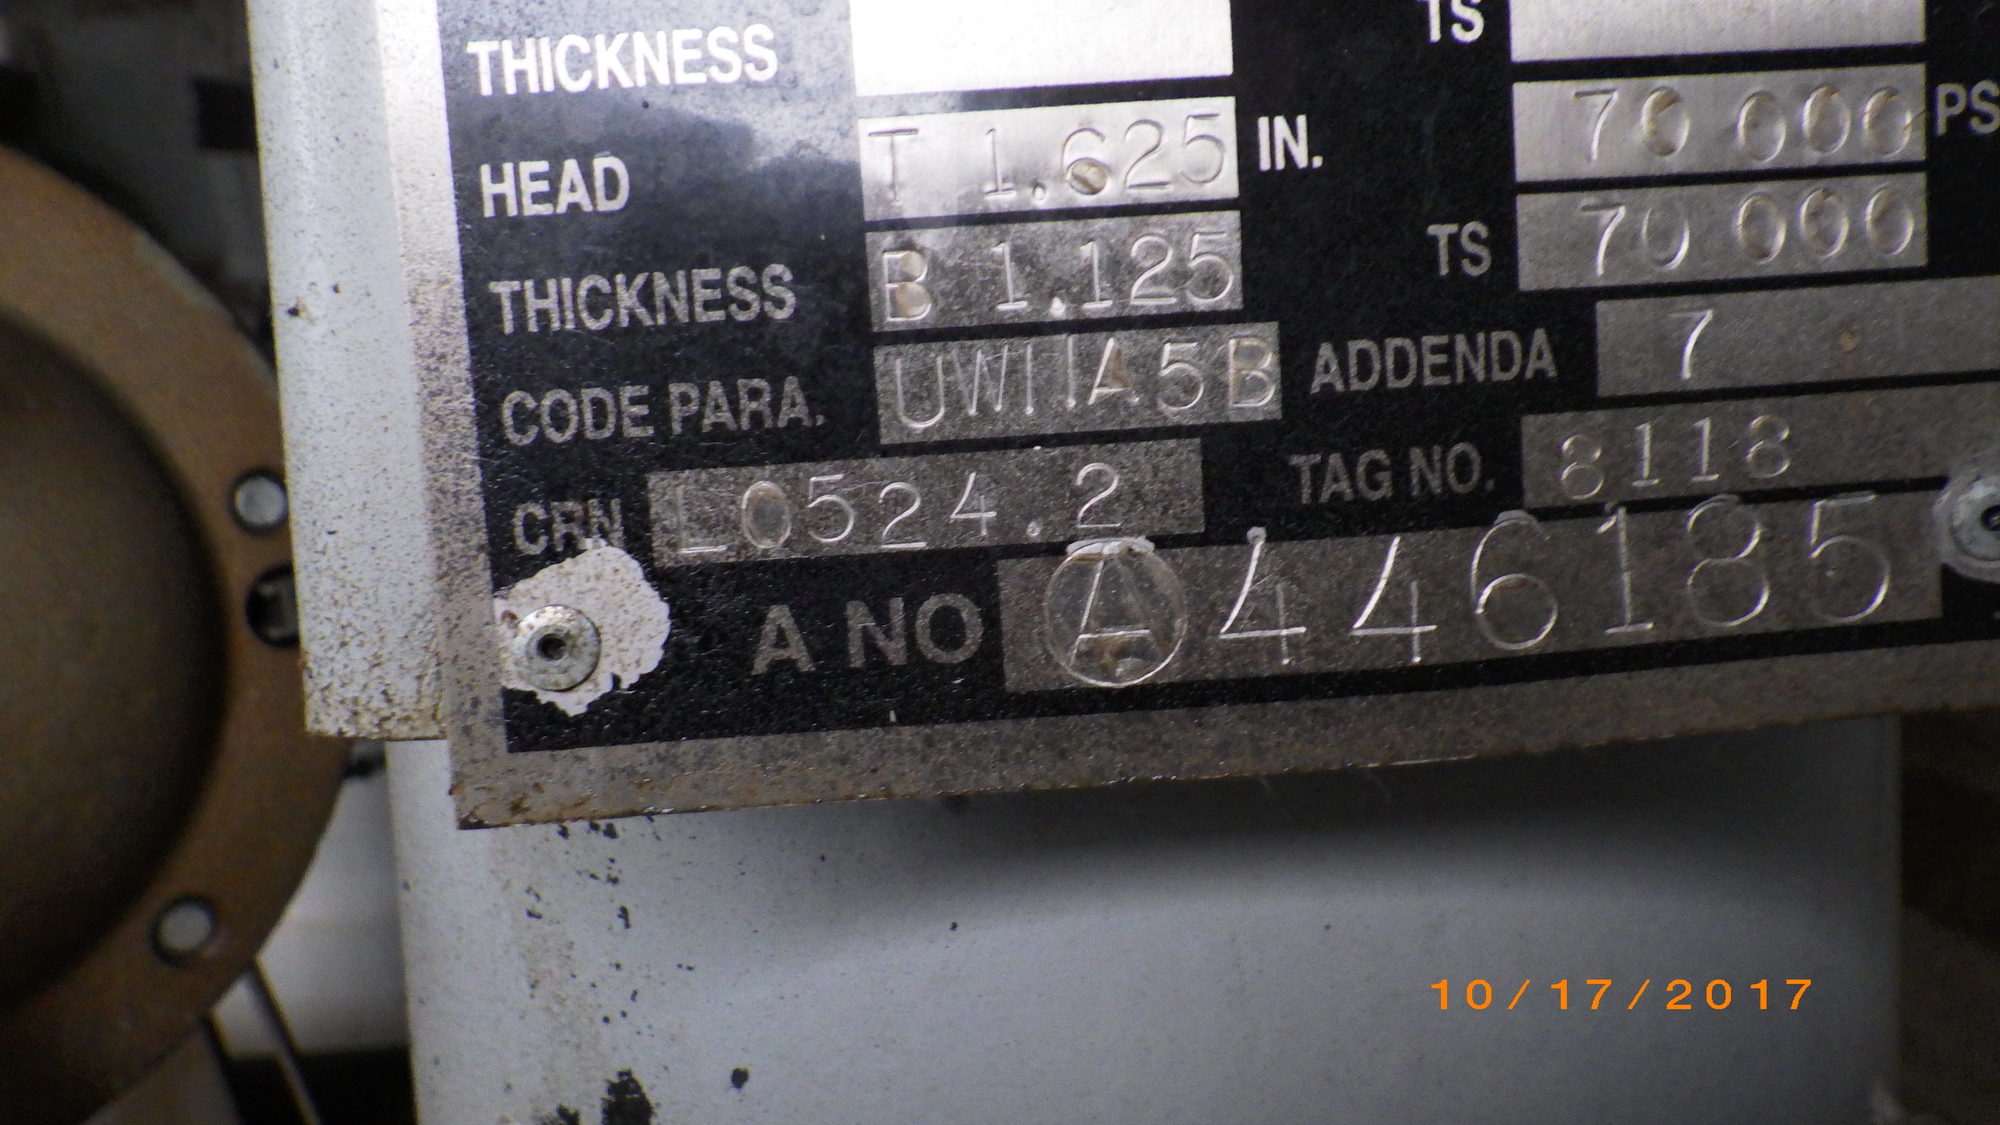 THICKNESS TS
HEAD T 1.625 IN. 70 000 PS
THICKNESS B 1.125 TS 70 000
CODE PARA. UW11A5B ADDENDA 7
CRN L0524.2 TAG NO. 8118
A NO A 446185
10/17/2017